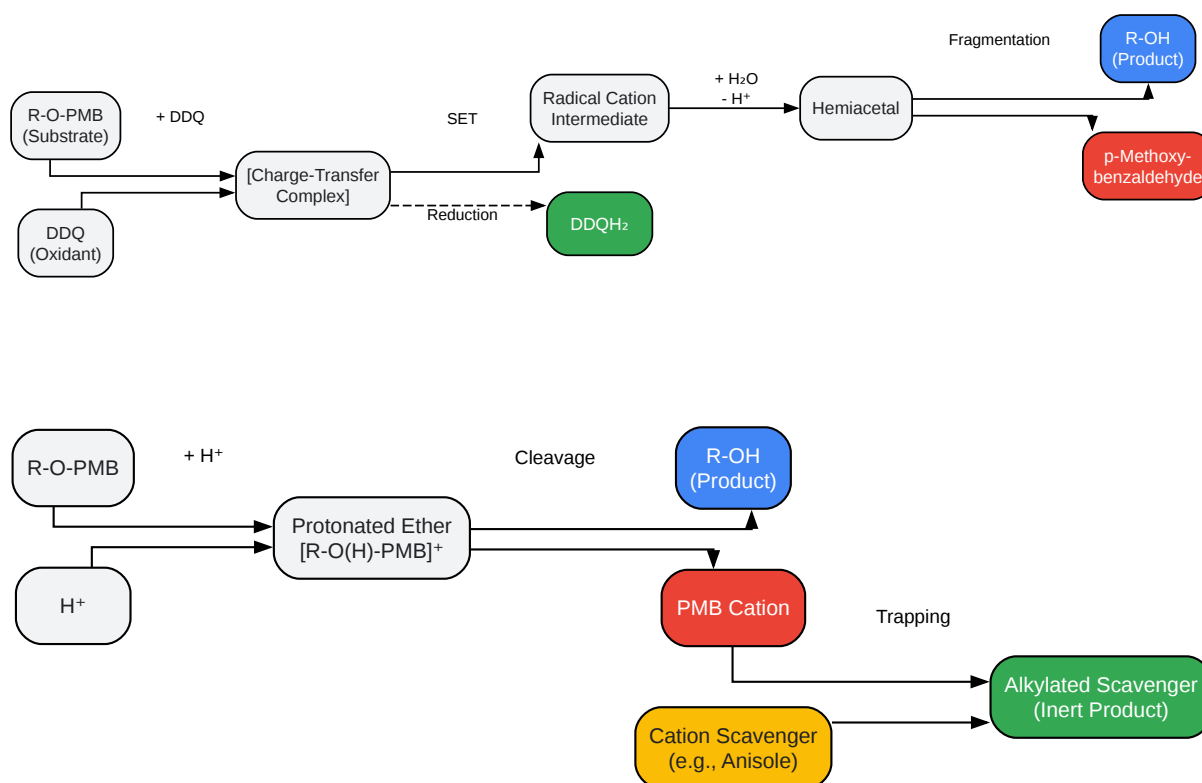 R-O-PMB
(Substrate)
+ DDQ
DDQ
(Oxidant)
[Charge-Transfer
Complex]
SET
Reduction
Radical Cation
Intermediate
DDQH₂
+ H₂O
- H⁺
Hemiacetal
Fragmentation
R-OH
(Product)
p-Methoxy-
benzaldehyde
R-O-PMB
+ H⁺
H⁺
Protonated Ether
[R-O(H)-PMB]⁺
Cleavage
R-OH
(Product)
PMB Cation
Trapping
Cation Scavenger
(e.g., Anisole)
Alkylated Scavenger
(Inert Product)